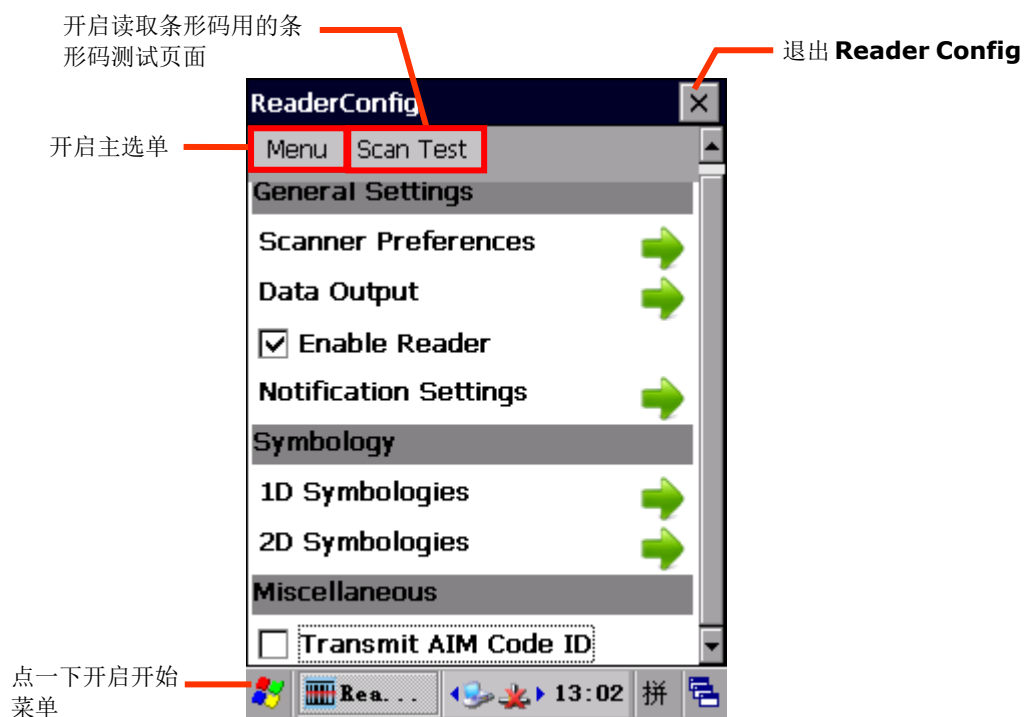 开启读取条形码用的条
形码测试页面
退出 Reader Config
ReaderConfig
开启主选单
Menu Scan Test
General Settings
Scanner Preferences
Data Output
Enable Reader
Notification Settings
Symbology
1D Symbologies
2D Symbologies
Miscellaneous
Transmit AIM Code ID
点一下开启开始
菜单
Rea... 13:02 拼